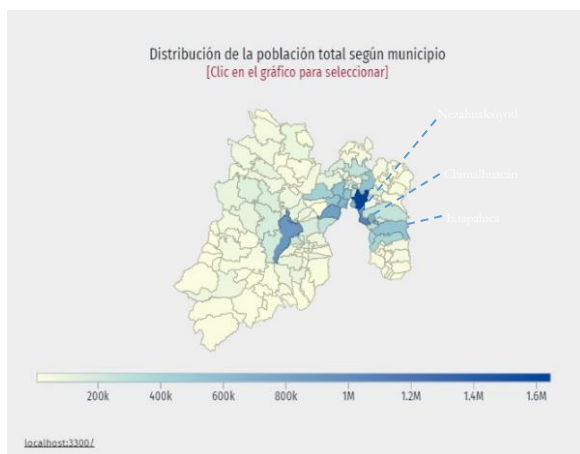 Distribución de la población total según municipio
[Clic en el gráfico para seleccionar]
Nezahualcoyotl
Chimalhuacán
Ixtapaluca
200k 400k 600k 800k 1M 1.2M 1.4M 1.6M
localhost:3300/